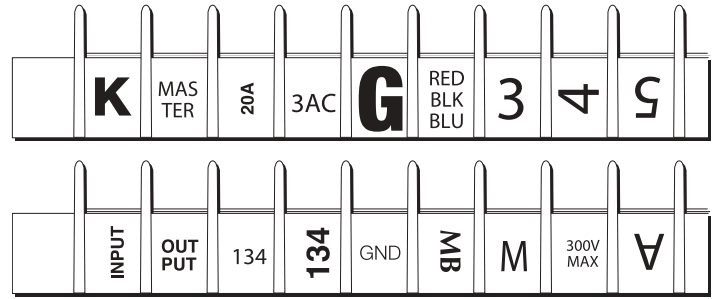 K
MAS
TER
20A
3AC
G
RED
BLK
BLU
3
4
5
INPUT
OUT
PUT
134
134
GND
MB
M
300V
MAX
A